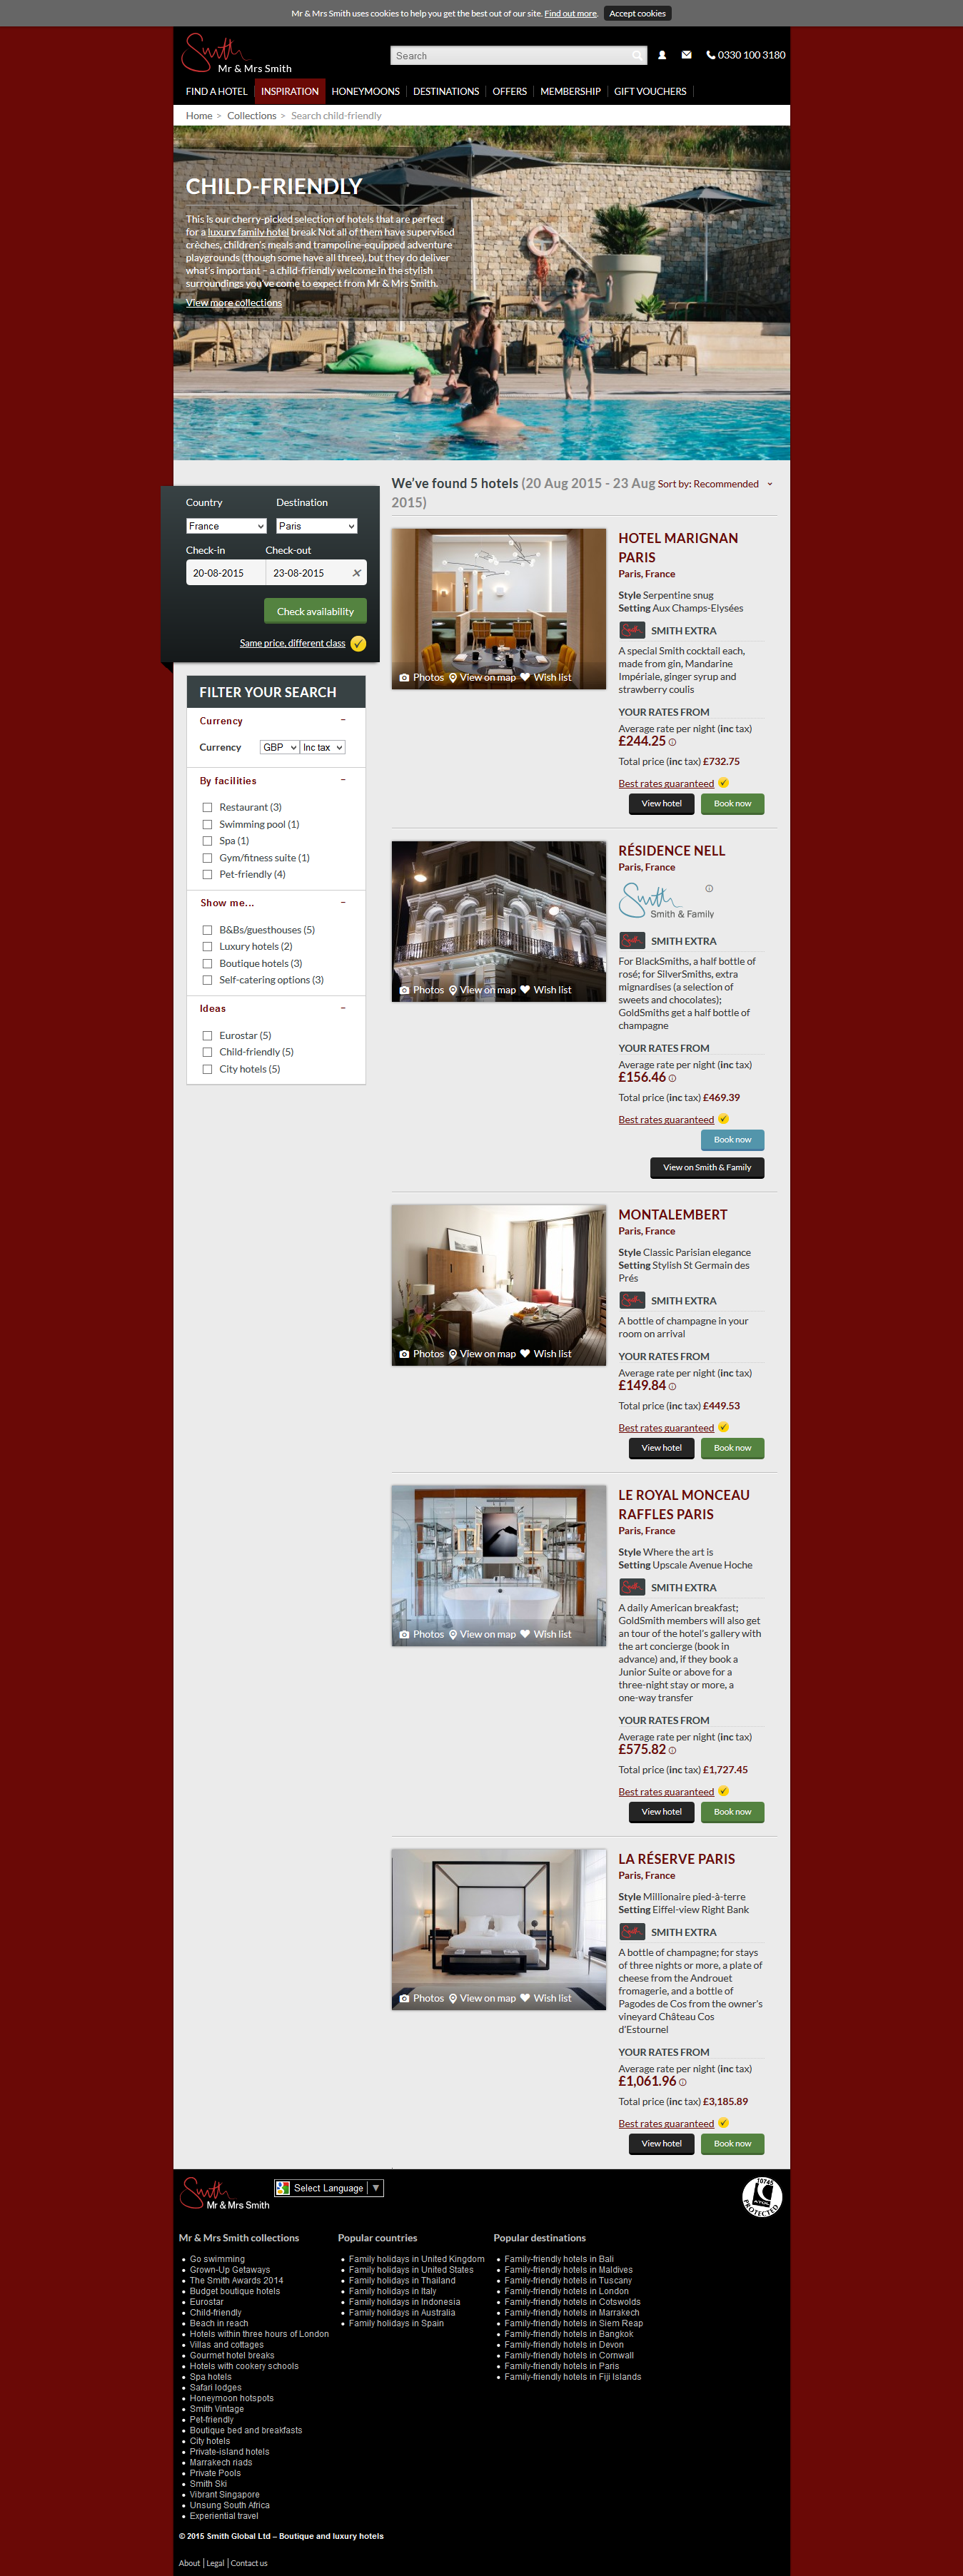 Mr & Mrs Smith uses cookies to help you get the best out of our site. Find out more. Accept cookies
Smith
Mr & Mrs Smith
Search
0330 100 3180
FIND A HOTEL
INSPIRATION
HONEYMOONS
DESTINATIONS
OFFERS
MEMBERSHIP
GIFT VOUCHERS
Home > Collections > Search child-friendly
CHILD-FRIENDLY
This is our cherry-picked selection of hotels that are perfect
for a luxury family hotel break Not all of them have supervised
crèches, children's meals and trampoline-equipped adventure
playgrounds (though some have all three), but they do deliver
what's important – a child-friendly welcome in the stylish
surroundings you've come to expect from Mr & Mrs Smith.
View more collections
Country
Destination
France
Paris
Check-in
Check-out
20-08-2015
23-08-2015
Check availability
Same price, different class
FILTER YOUR SEARCH
Currency –
Currency GBP Inc tax
By facilities –
Restaurant (3)
Swimming pool (1)
Spa (1)
Gym/fitness suite (1)
Pet-friendly (4)
Show me... –
B&Bs/guesthouses (5)
Luxury hotels (2)
Boutique hotels (3)
Self-catering options (3)
Ideas –
Eurostar (5)
Child-friendly (5)
City hotels (5)
We've found 5 hotels (20 Aug 2015 - 23 Aug
2015)
Sort by: Recommended
Photos View on map Wish list
HOTEL MARIGNAN
PARIS
Paris, France
Style Serpentine snug
Setting Aux Champs-Elysées
Smith SMITH EXTRA
A special Smith cocktail each,
made from gin, Mandarine
Impériale, ginger syrup and
strawberry coulis
YOUR RATES FROM
Average rate per night (inc tax)
£244.25
Total price (inc tax) £732.75
Best rates guaranteed
View hotel
Book now
Photos View on map Wish list
RÉSIDENCE NELL
Paris, France
Smith
Smith & Family
Smith SMITH EXTRA
For BlackSmiths, a half bottle of
rosé; for SilverSmiths, extra
mignardises (a selection of
sweets and chocolates);
GoldSmiths get a half bottle of
champagne
YOUR RATES FROM
Average rate per night (inc tax)
£156.46
Total price (inc tax) £469.39
Best rates guaranteed
Book now
View on Smith & Family
Photos View on map Wish list
MONTALEMBERT
Paris, France
Style Classic Parisian elegance
Setting Stylish St Germain des
Prés
Smith SMITH EXTRA
A bottle of champagne in your
room on arrival
YOUR RATES FROM
Average rate per night (inc tax)
£149.84
Total price (inc tax) £449.53
Best rates guaranteed
View hotel
Book now
Photos View on map Wish list
LE ROYAL MONCEAU
RAFFLES PARIS
Paris, France
Style Where the art is
Setting Upscale Avenue Hoche
Smith SMITH EXTRA
A daily American breakfast;
GoldSmith members will also get
an tour of the hotel's gallery with
the art concierge (book in
advance) and, if they book a
Junior Suite or above for a
three-night stay or more, a
one-way transfer
YOUR RATES FROM
Average rate per night (inc tax)
£575.82
Total price (inc tax) £1,727.45
Best rates guaranteed
View hotel
Book now
Photos View on map Wish list
LA RÉSERVE PARIS
Paris, France
Style Millionaire pied-à-terre
Setting Eiffel-view Right Bank
Smith SMITH EXTRA
A bottle of champagne; for stays
of three nights or more, a plate of
cheese from the Androuet
fromagerie, and a bottle of
Pagodes de Cos from the owner's
vineyard Château Cos
d'Estournel
YOUR RATES FROM
Average rate per night (inc tax)
£1,061.96
Total price (inc tax) £3,185.89
Best rates guaranteed
View hotel
Book now
Smith
Mr & Mrs Smith
Select Language ▼
PROTECTED
Mr & Mrs Smith collections
Go swimming
Grown-Up Getaways
The Smith Awards 2014
Budget boutique hotels
Eurostar
Child-friendly
Beach in reach
Hotels within three hours of London
Villas and cottages
Gourmet hotel breaks
Hotels with cookery schools
Spa hotels
Safari lodges
Honeymoon hotspots
Smith Vintage
Pet-friendly
Boutique bed and breakfasts
City hotels
Private-island hotels
Marrakech riads
Private Pools
Smith Ski
Vibrant Singapore
Unsung South Africa
Experiential travel
Popular countries
Family holidays in United Kingdom
Family holidays in United States
Family holidays in Thailand
Family holidays in Italy
Family holidays in Indonesia
Family holidays in Australia
Family holidays in Spain
Popular destinations
Family-friendly hotels in Bali
Family-friendly hotels in Maldives
Family-friendly hotels in Tuscany
Family-friendly hotels in London
Family-friendly hotels in Cotswolds
Family-friendly hotels in Marrakech
Family-friendly hotels in Siem Reap
Family-friendly hotels in Bangkok
Family-friendly hotels in Devon
Family-friendly hotels in Cornwall
Family-friendly hotels in Paris
Family-friendly hotels in Fiji Islands
© 2015 Smith Global Ltd – Boutique and luxury hotels
About | Legal | Contact us